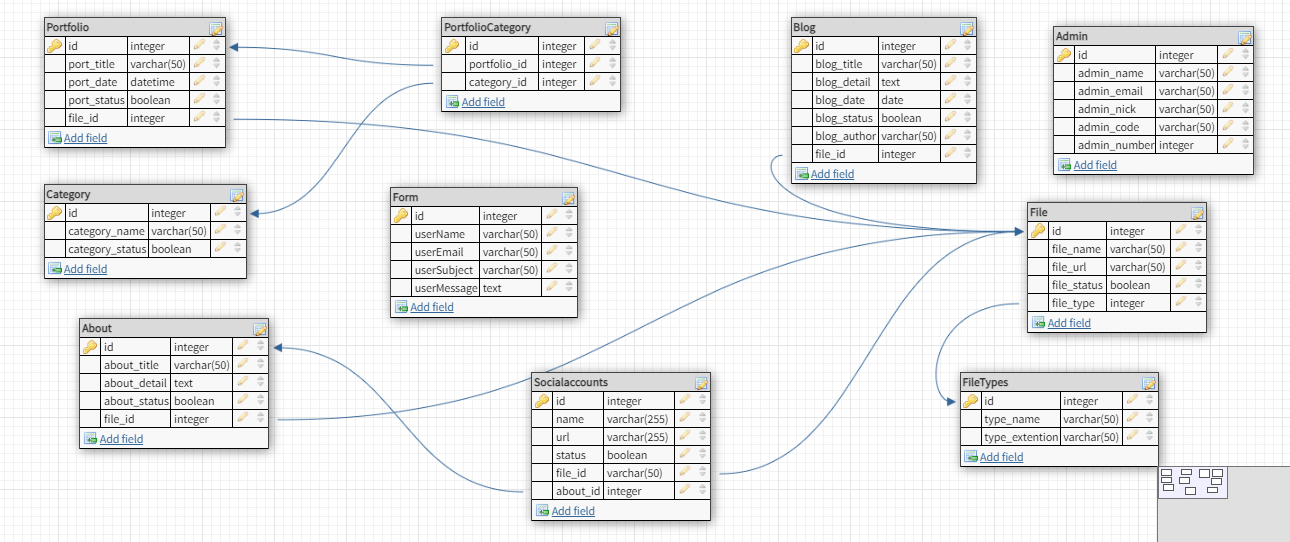 Portfolio
id integer
port_title varchar(50)
port_date datetime
port_status boolean
file_id integer
Add field
PortfolioCategory
id integer
portfolio_id integer
category_id integer
Add field
Blog
id integer
blog_title varchar(50)
blog_detail text
blog_date date
blog_status boolean
blog_author varchar(50)
file_id integer
Add field
Admin
id integer
admin_name varchar(50)
admin_email varchar(50)
admin_nick varchar(50)
admin_code varchar(50)
admin_number integer
Add field
Category
id integer
category_name varchar(50)
category_status boolean
Add field
Form
id integer
userName varchar(50)
userEmail varchar(50)
userSubject varchar(50)
userMessage text
Add field
File
id integer
file_name varchar(50)
file_url varchar(50)
file_status boolean
file_type integer
Add field
About
id integer
about_title varchar(50)
about_detail text
about_status boolean
file_id integer
Add field
Socialaccounts
id integer
name varchar(255)
url varchar(255)
status boolean
file_id varchar(50)
about_id integer
Add field
FileTypes
id integer
type_name varchar(50)
type_extention varchar(50)
Add field